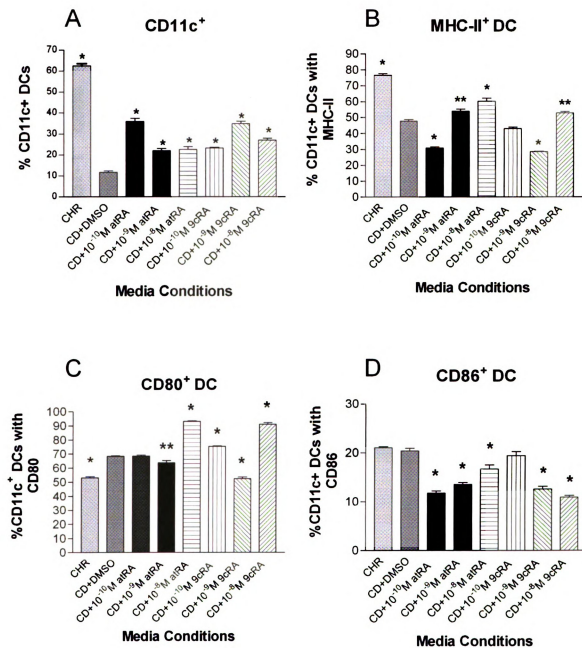 A
CD11c+
% CD11c+ DCs
70
60
50
40
30
20
10
0
*
*
*
*
*
*
*
CHR
CD+DMSO
CD+10-10M atRA
CD+10-9M atRA
CD+10-8M atRA
CD+10-10M 9cRA
CD+10-9M 9cRA
CD+10-8M 9cRA
Media Conditions
B
MHC-II+ DC
% CD11c+ DCs with
MHC-II
90
80
70
60
50
40
30
20
10
0
*
*
**
*
*
**
CHR
CD+DMSO
CD+10-10M atRA
CD+10-9M atRA
CD+10-8M atRA
CD+10-10M 9cRA
CD+10-9M 9cRA
CD+10-8M 9cRA
Media Conditions
C
CD80+ DC
%CD11c+ DCs with
CD80
100
90
80
70
60
50
40
30
20
10
0
*
**
*
*
*
*
CHR
CD+DMSO
CD+10-10M atRA
CD+10-9M atRA
CD+10-8M atRA
CD+10-10M 9cRA
CD+10-9M 9cRA
CD+10-8M 9cRA
Media Conditions
D
CD86+ DC
%CD11c+ DCs with
CD86
30
20
10
0
*
*
*
*
*
CHR
CD+DMSO
CD+10-10M atRA
CD+10-9M atRA
CD+10-8M atRA
CD+10-10M 9cRA
CD+10-9M 9cRA
CD+10-8M 9cRA
Media Conditions